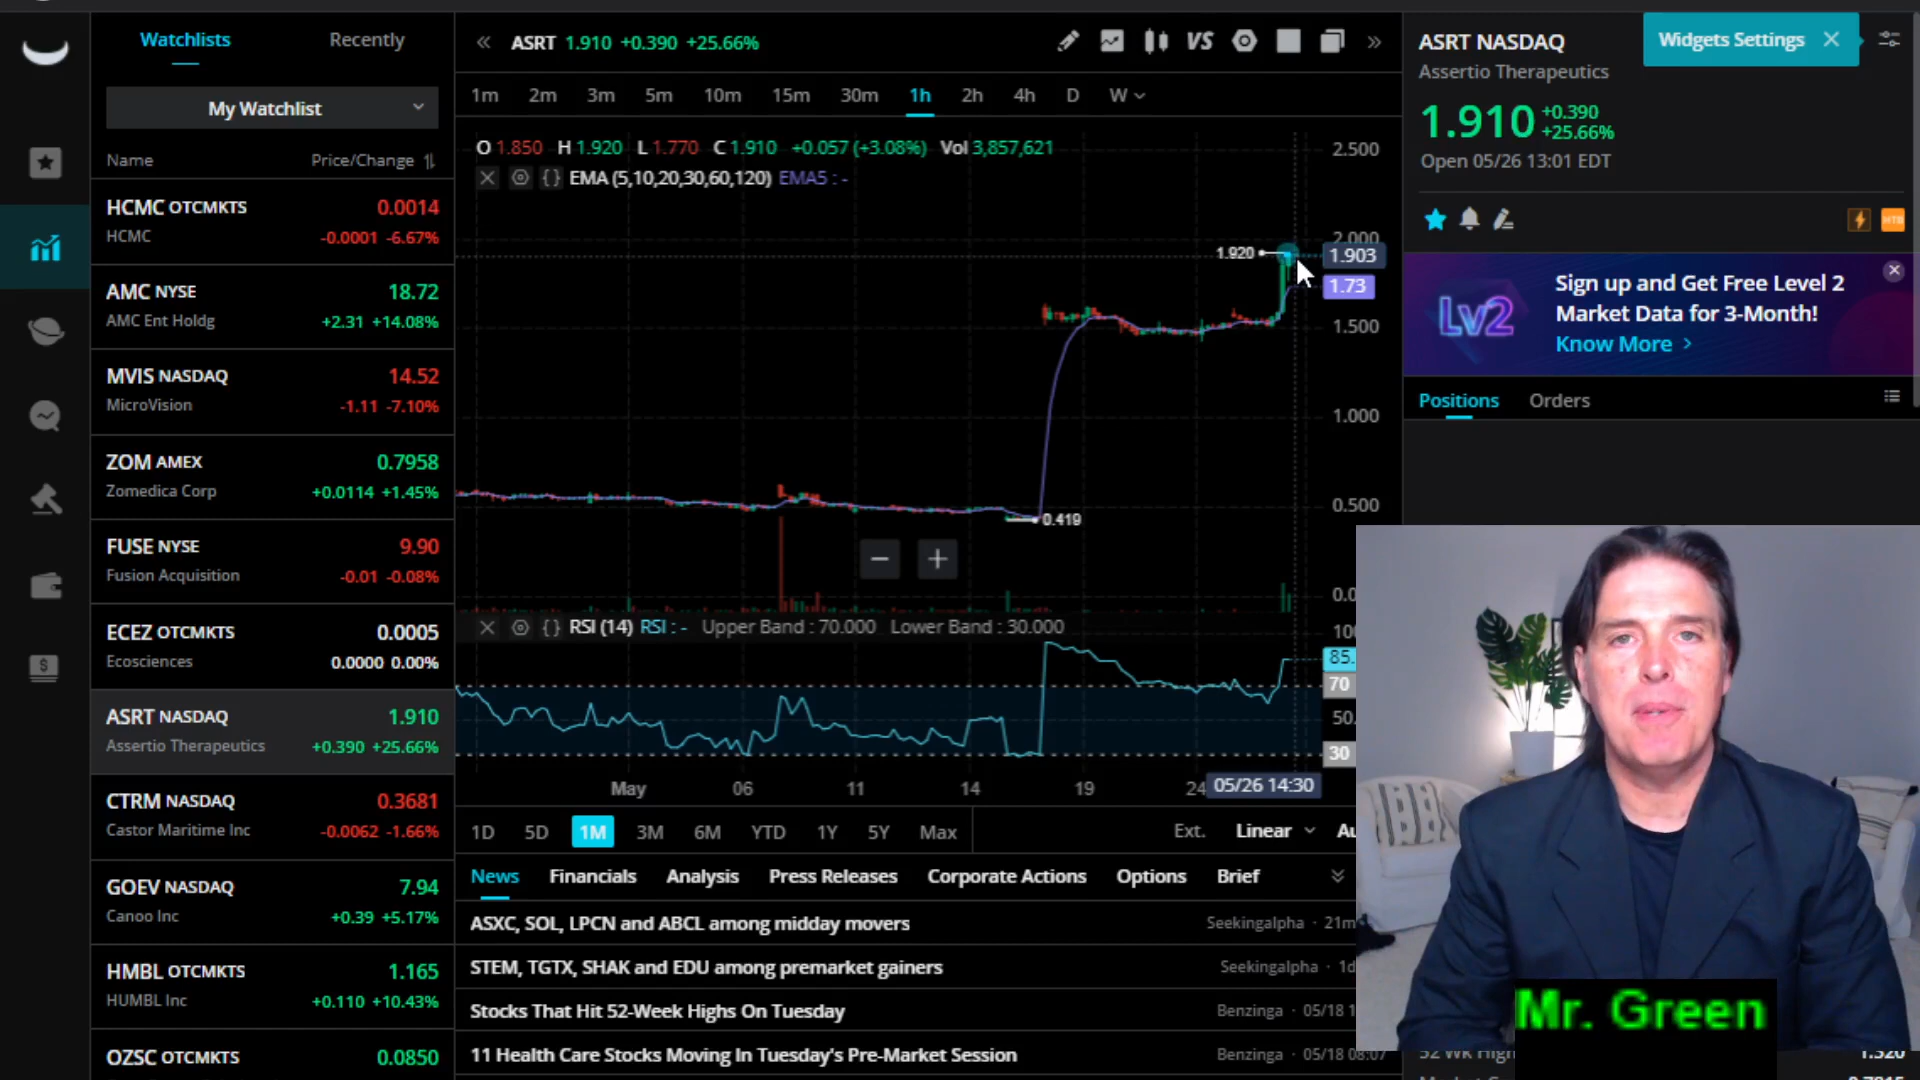 Watchlists
Recently
My Watchlist
Name
Price/Change
HCMC OTCMKTS 0.0014
HCMC -0.0001 -6.67%
AMC NYSE 18.72
AMC Ent Holdg +2.31 +14.08%
MVIS NASDAQ 14.52
MicroVision -1.11 -7.10%
ZOM AMEX 0.7958
Zomedica Corp +0.0114 +1.45%
FUSE NYSE 9.90
Fusion Acquisition -0.01 -0.08%
ECEZ OTCMKTS 0.0005
Ecosciences 0.0000 0.00%
ASRT NASDAQ 1.910
Assertio Therapeutics +0.390 +25.66%
CTRM NASDAQ 0.3681
Castor Maritime Inc -0.0062 -1.66%
GOEV NASDAQ 7.94
Canoo Inc +0.39 +5.17%
HMBL OTCMKTS 1.165
HUMBL Inc +0.110 +10.43%
OZSC OTCMKTS 0.0850
« ASRT 1.910 +0.390 +25.66% VS »
1m 2m 3m 5m 10m 15m 30m 1h 2h 4h D W
O 1.850 H 1.920 L 1.770 C 1.910 +0.057 (+3.08%) Vol 3,857,621
{} EMA (5,10,20,30,60,120) EMA5 : -
2.500
2.000
1.920
1.903
1.73
1.500
1.000
0.500
0.419
− +
{} RSI (14) RSI : - Upper Band : 70.000 Lower Band : 30.000
85.
70
50.
30
May 06 11 14 19 24 05/26 14:30
1D 5D 1M 3M 6M YTD 1Y 5Y Max Ext. Linear
News Financials Analysis Press Releases Corporate Actions Options Brief
ASXC, SOL, LPCN and ABCL among midday movers Seekingalpha · 21m
STEM, TGTX, SHAK and EDU among premarket gainers Seekingalpha · 1d
Stocks That Hit 52-Week Highs On Tuesday Benzinga · 05/18 1
11 Health Care Stocks Moving In Tuesday's Pre-Market Session Benzinga · 05/18 08:07
ASRT NASDAQ
Widgets Settings
Assertio Therapeutics
1.910 +0.390
+25.66%
Open 05/26 13:01 EDT
HTB
Lv2
Sign up and Get Free Level 2
Market Data for 3-Month!
Know More >
Positions Orders
Mr. Green